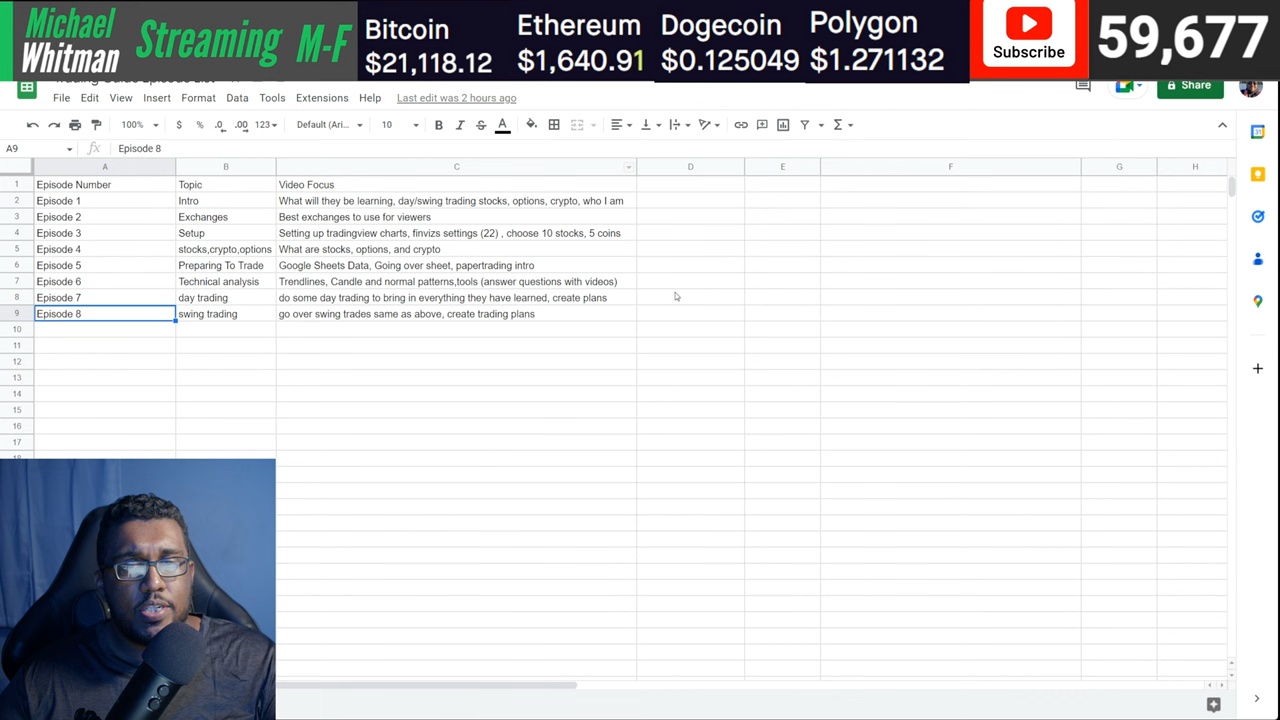 Michael
Whitman
Streaming M-F
Bitcoin
$21,118.12
Ethereum
$1,640.91
Dogecoin
$0.125049
Polygon
$1.271132
Subscribe
59,677
File Edit View Insert Format Data Tools Extensions Help Last edit was 2 hours ago
Share
100% $ % .0 .00 123 Default (Ari... 10 B I S A
A9 fx Episode 8
A B C D E F G H
1 Episode Number Topic Video Focus
2 Episode 1 Intro What will they be learning, day/swing trading stocks, options, crypto, who I am
3 Episode 2 Exchanges Best exchanges to use for viewers
4 Episode 3 Setup Setting up tradingview charts, finvizs settings (22) , choose 10 stocks, 5 coins
5 Episode 4 stocks,crypto,options What are stocks, options, and crypto
6 Episode 5 Preparing To Trade Google Sheets Data, Going over sheet, papertrading intro
7 Episode 6 Technical analysis Trendlines, Candle and normal patterns,tools (answer questions with videos)
8 Episode 7 day trading do some day trading to bring in everything they have learned, create plans
9 Episode 8 swing trading go over swing trades same as above, create trading plans
10
11
12
13
14
15
16
17